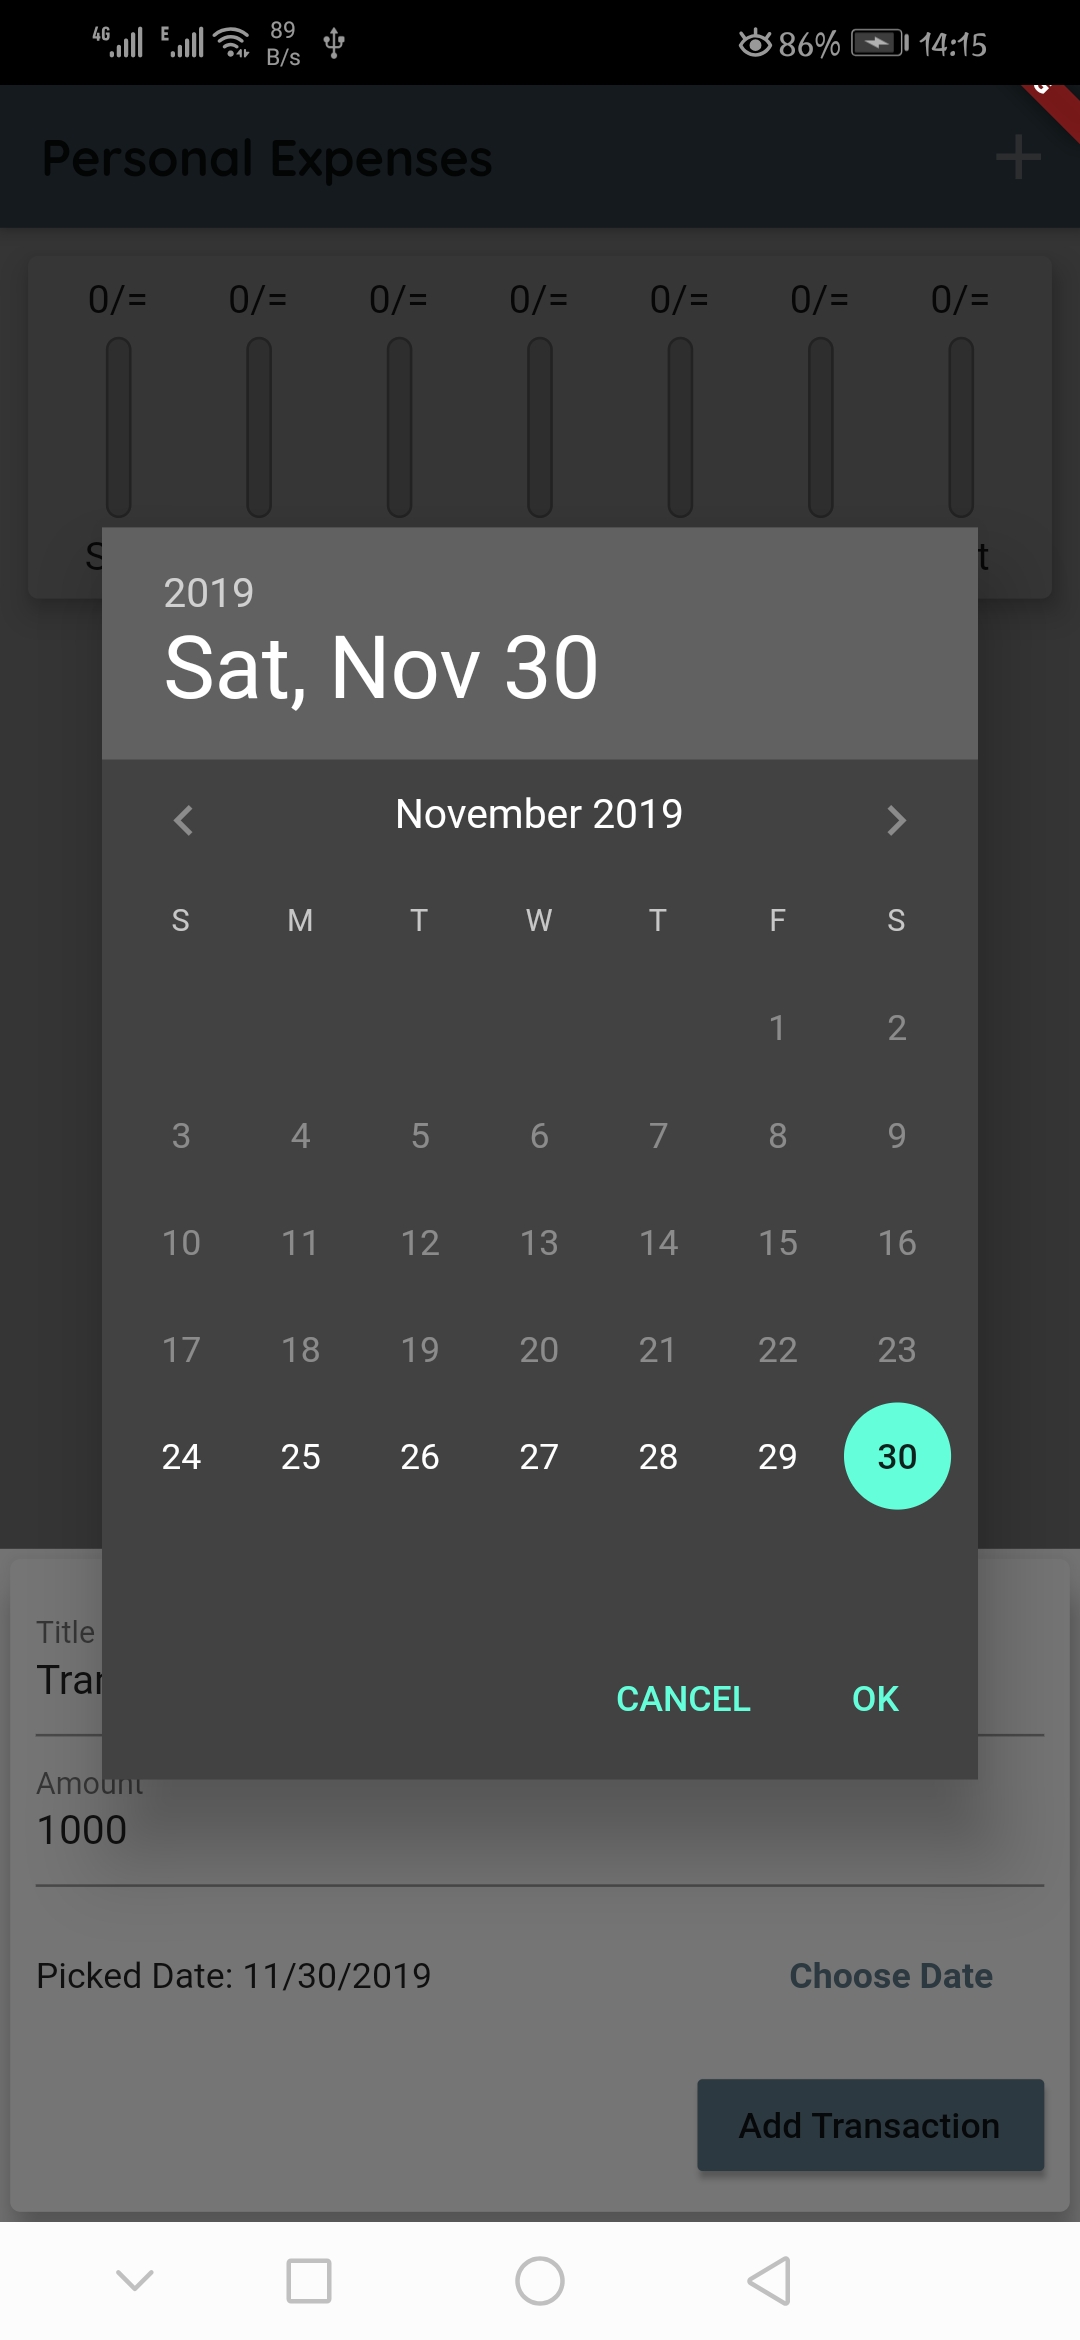 4G E 89 B/s 86% 14:15
Personal Expenses
0/= 0/= 0/= 0/= 0/= 0/= 0/=
2019
Sat, Nov 30
November 2019
S M T W T F S
1 2
3 4 5 6 7 8 9
10 11 12 13 14 15 16
17 18 19 20 21 22 23
24 25 26 27 28 29 30
Title
CANCEL OK
Amount
1000
Picked Date: 11/30/2019 Choose Date
Add Transaction